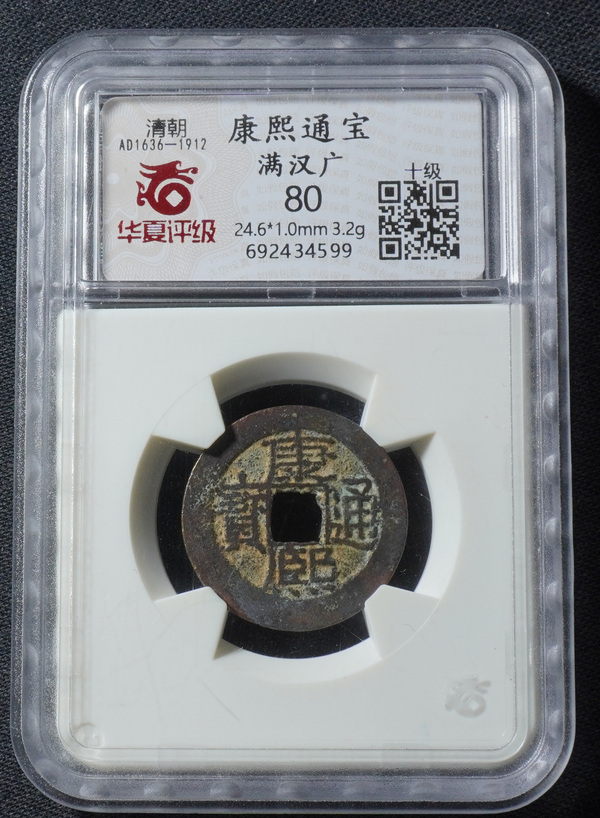 清朝
AD1636—1912
华夏评级
康熙通宝
满汉广
80
24.6*1.0mm 3.2g
692434599
十级
康熙通寶